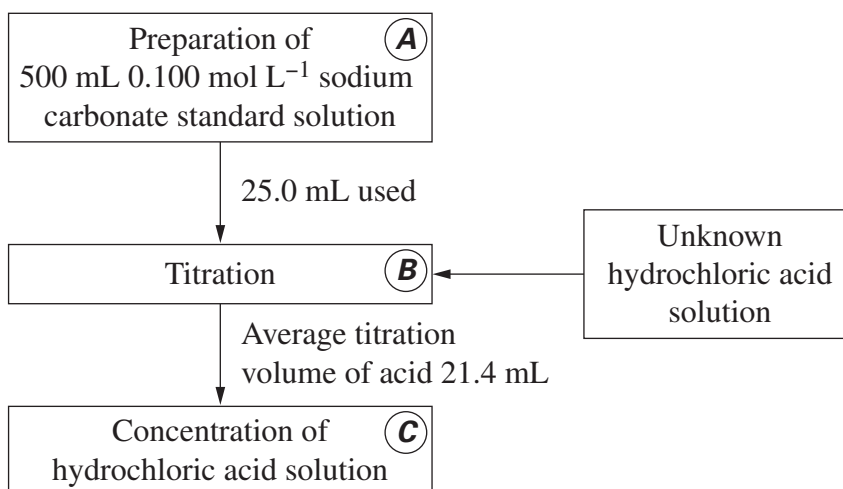 Preparation of
500 mL 0.100 mol L⁻¹ sodium
carbonate standard solution
A
25.0 mL used
Titration
B
Unknown
hydrochloric acid
solution
Average titration
volume of acid 21.4 mL
Concentration of
hydrochloric acid solution
C